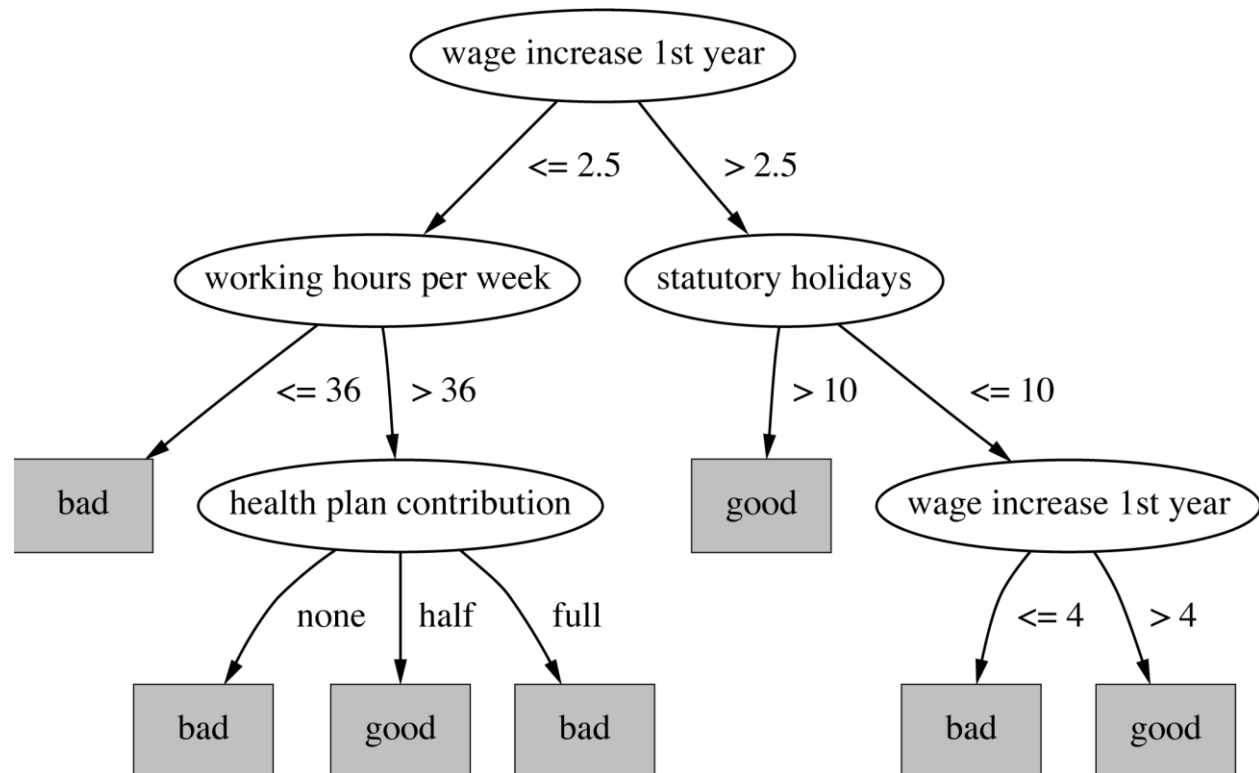 wage increase 1st year
<= 2.5
> 2.5
working hours per week
statutory holidays
<= 36
> 36
> 10
<= 10
bad
health plan contribution
good
wage increase 1st year
none
half
full
<= 4
> 4
bad
good
bad
bad
good